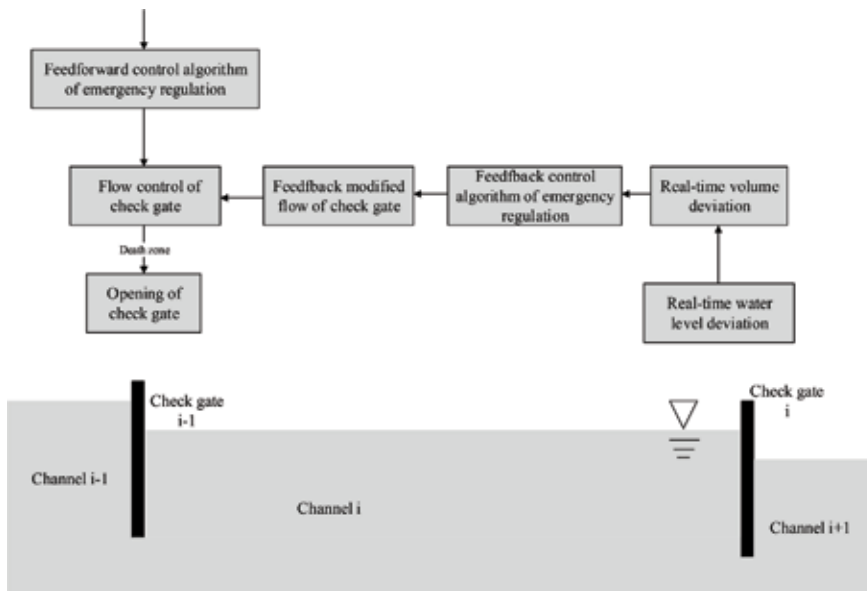 Feedforward control algorithm
of emergency regulation
Flow control of
check gate
Feedfback modified
flow of check gate
Feedfback control
algorithm of emergency
regulation
Real-time volume
deviation
Death zone
Opening of
check gate
Real-time water
level deviation
Check gate
i-1
Check gate
i
Channel i-1
Channel i
Channel i+1